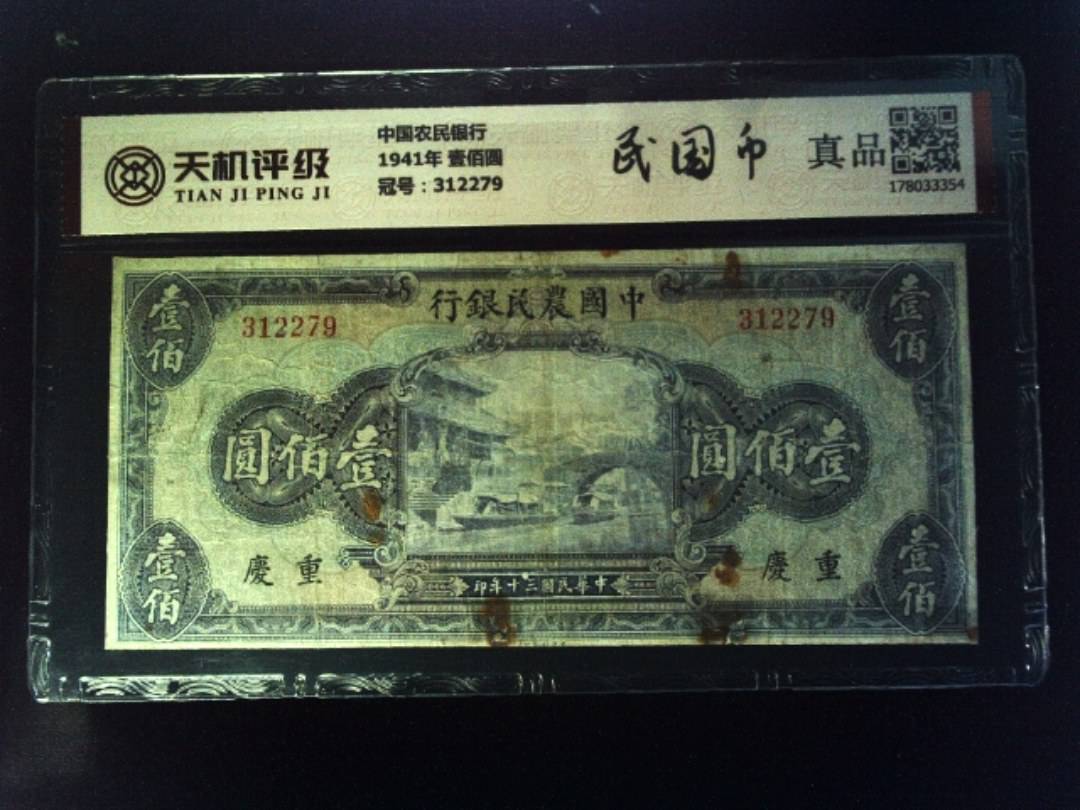 天机评级
TIAN JI PING JI
中国农民银行
1941年 壹佰圆
冠号：312279
民国币
真品
178033354
行銀民農國中
312279
312279
壹佰
壹佰
圓佰壹
圓佰壹
慶重
慶重
壹佰
壹佰
印年十三國民華中